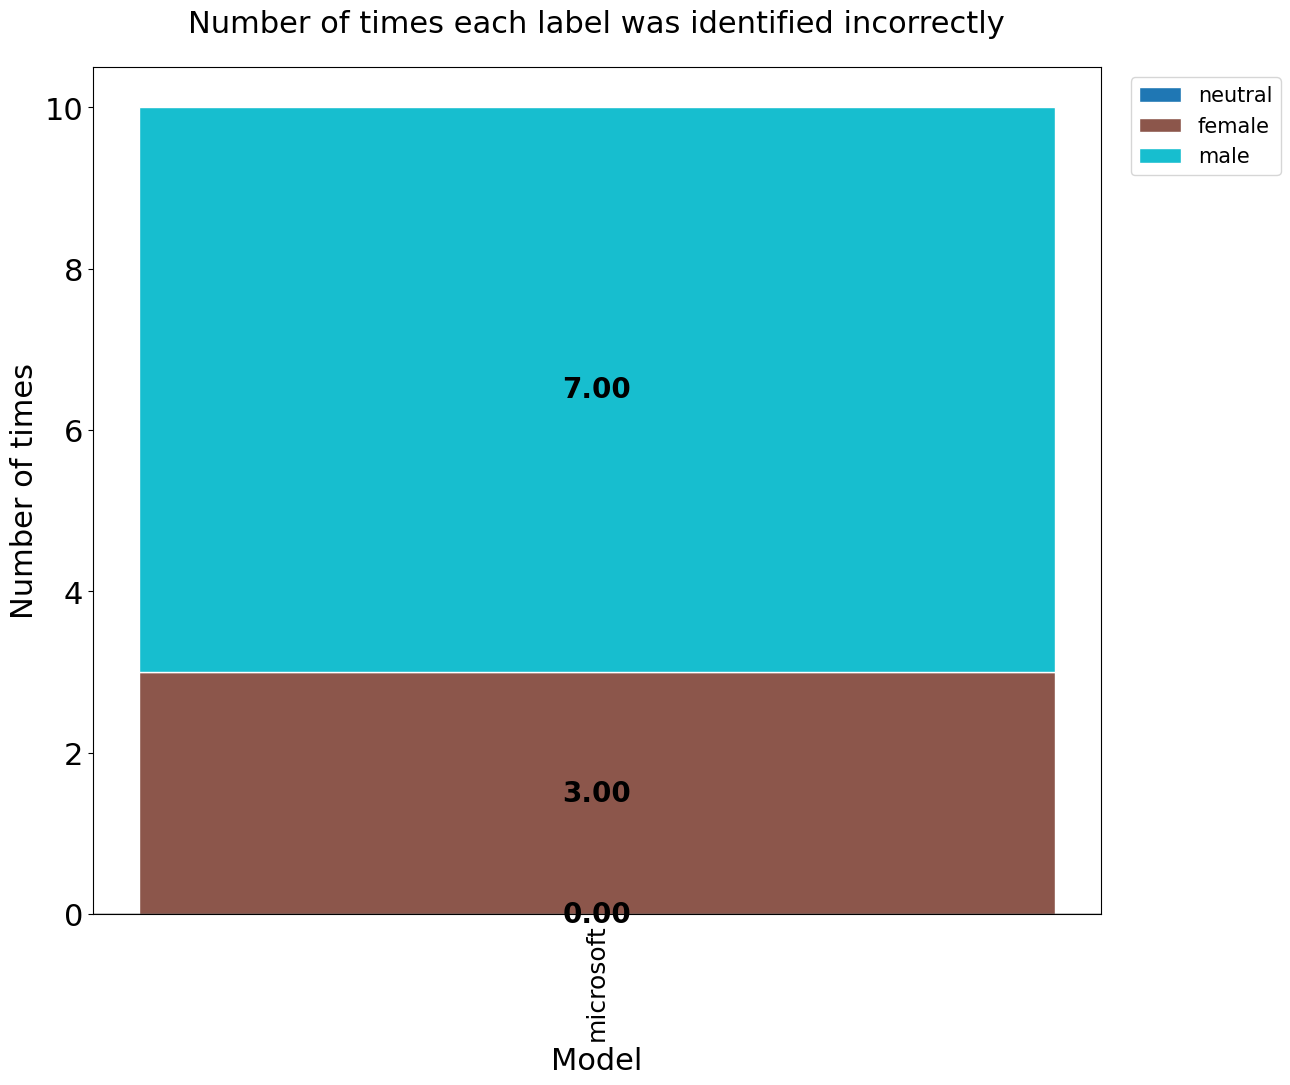 Number of times each label was identified incorrectly
neutral
female
male
10
8
6
4
2
0
Number of times
7.00
3.00
0.00
microsoft
Model